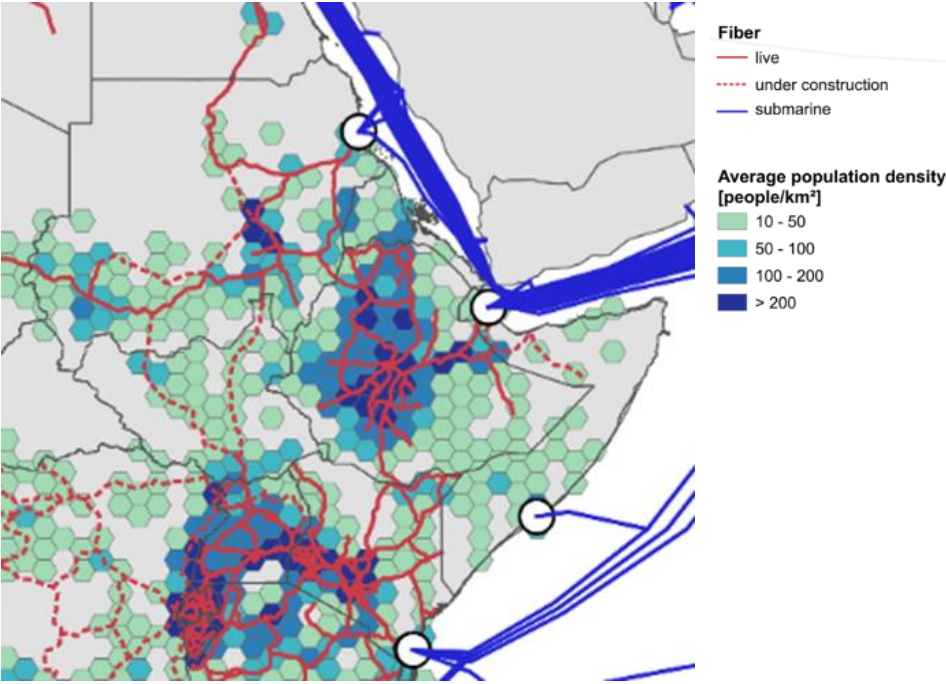 Fiber
live
under construction
submarine
Average population density
[people/km²]
10 - 50
50 - 100
100 - 200
> 200